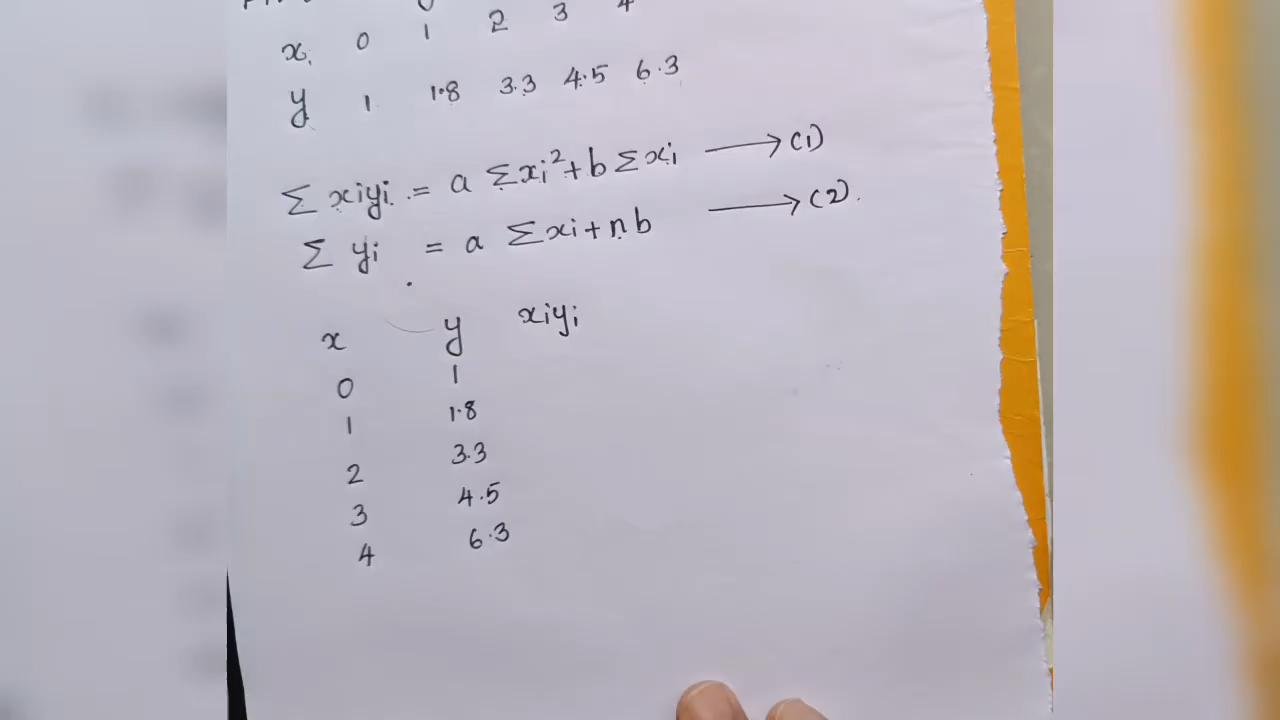 xᵢ 0 1 2 3 4
y 1 1.8 3.3 4.5 6.3
Σ xᵢyᵢ = a Σxᵢ² + b Σxᵢ → (1)
Σ yᵢ = a Σxᵢ + nb → (2).
x y xᵢyᵢ
0 1
1 1.8
2 3.3
3 4.5
4 6.3